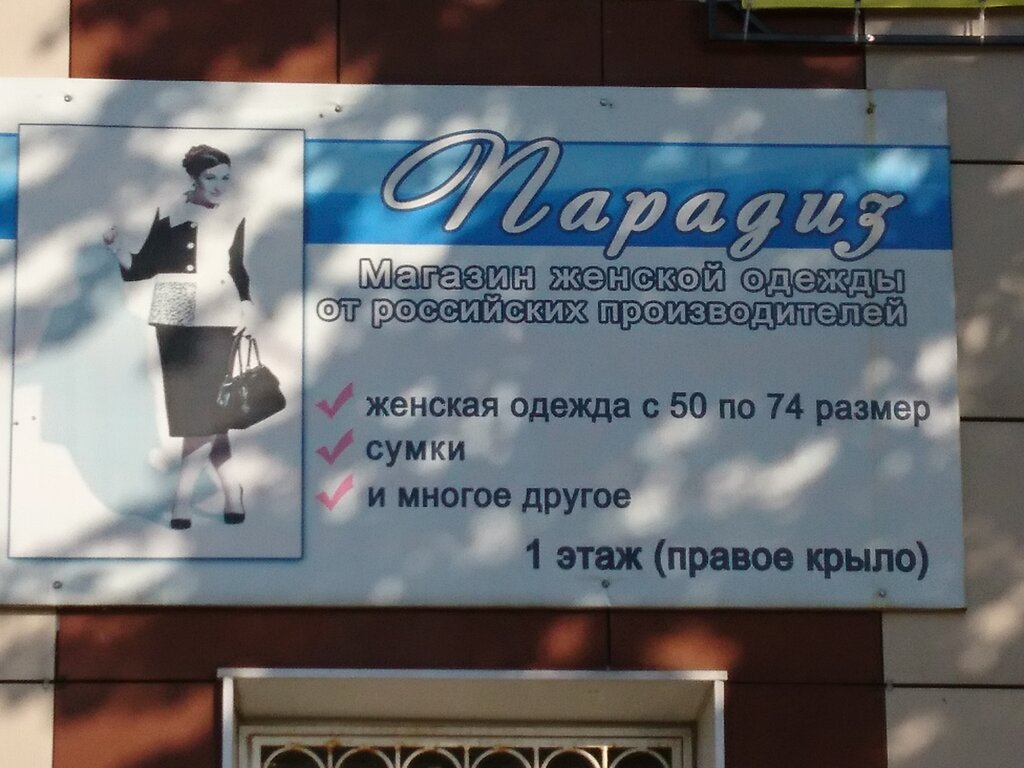 Парадиз
Магазин женской одежды
от российских производителей
женская одежда с 50 по 74 размер
сумки
и многое другое
1 этаж (правое крыло)